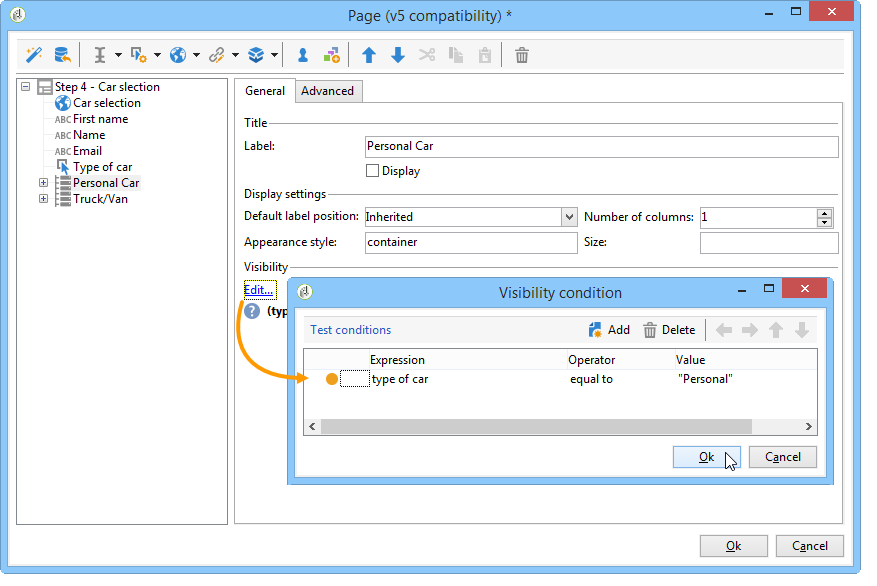 Page (v5 compatibility) *
Step 4 - Car slection
Car selection
ABC First name
ABC Name
ABC Email
Type of car
Personal Car
Truck/Van
General Advanced
Title
Label: Personal Car
Display
Display settings
Default label position: Inherited Number of columns: 1
Appearance style: container Size:
Visibility
Edit...
? (typ
Visibility condition
Test conditions Add Delete
Expression Operator Value
type of car equal to "Personal"
Ok Cancel
Ok Cancel